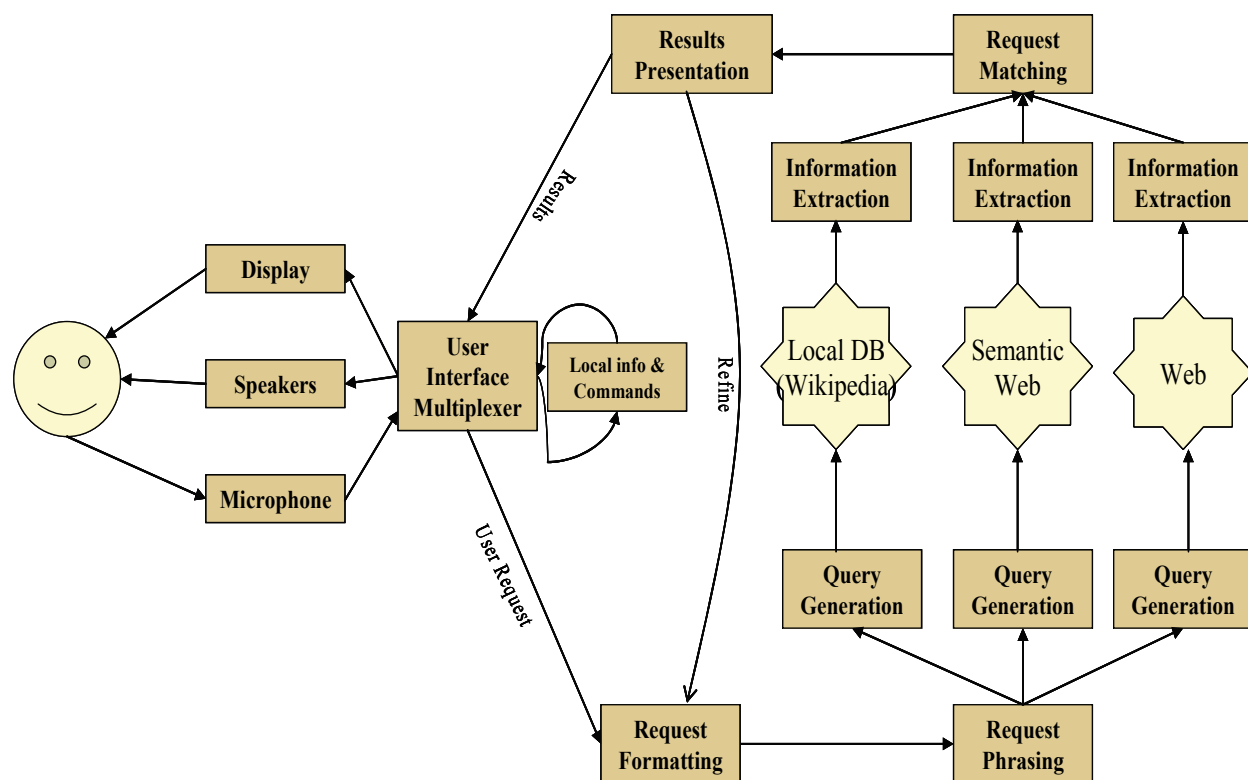 Results
Presentation
Request
Matching
Information
Extraction
Information
Extraction
Information
Extraction
Results
Display
User
Interface
Multiplexer
Local info &
Commands
Speakers
Microphone
Refine
Local DB
(Wikipedia)
Semantic
Web
Web
User Request
Query
Generation
Query
Generation
Query
Generation
Request
Formatting
Request
Phrasing